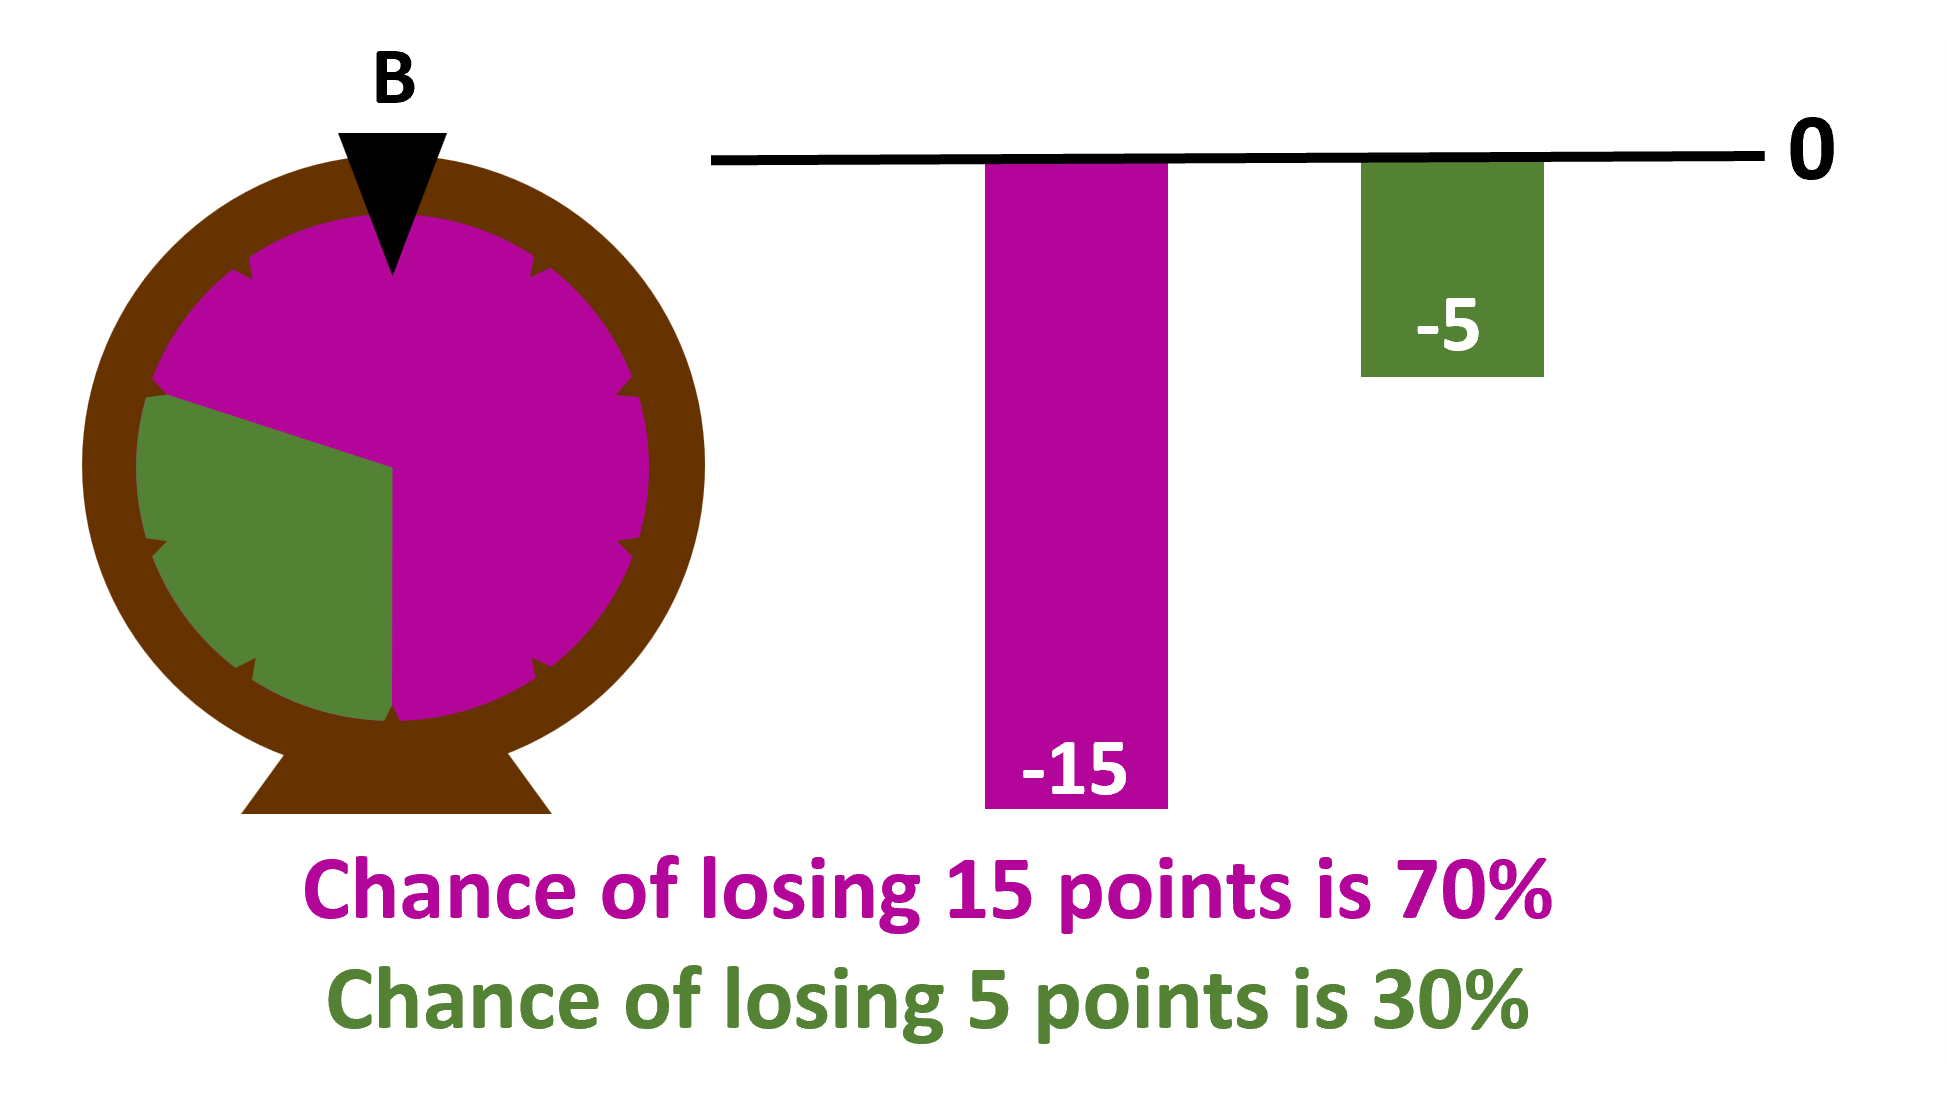 B
0
-5
-15
Chance of losing 15 points is 70%
Chance of losing 5 points is 30%